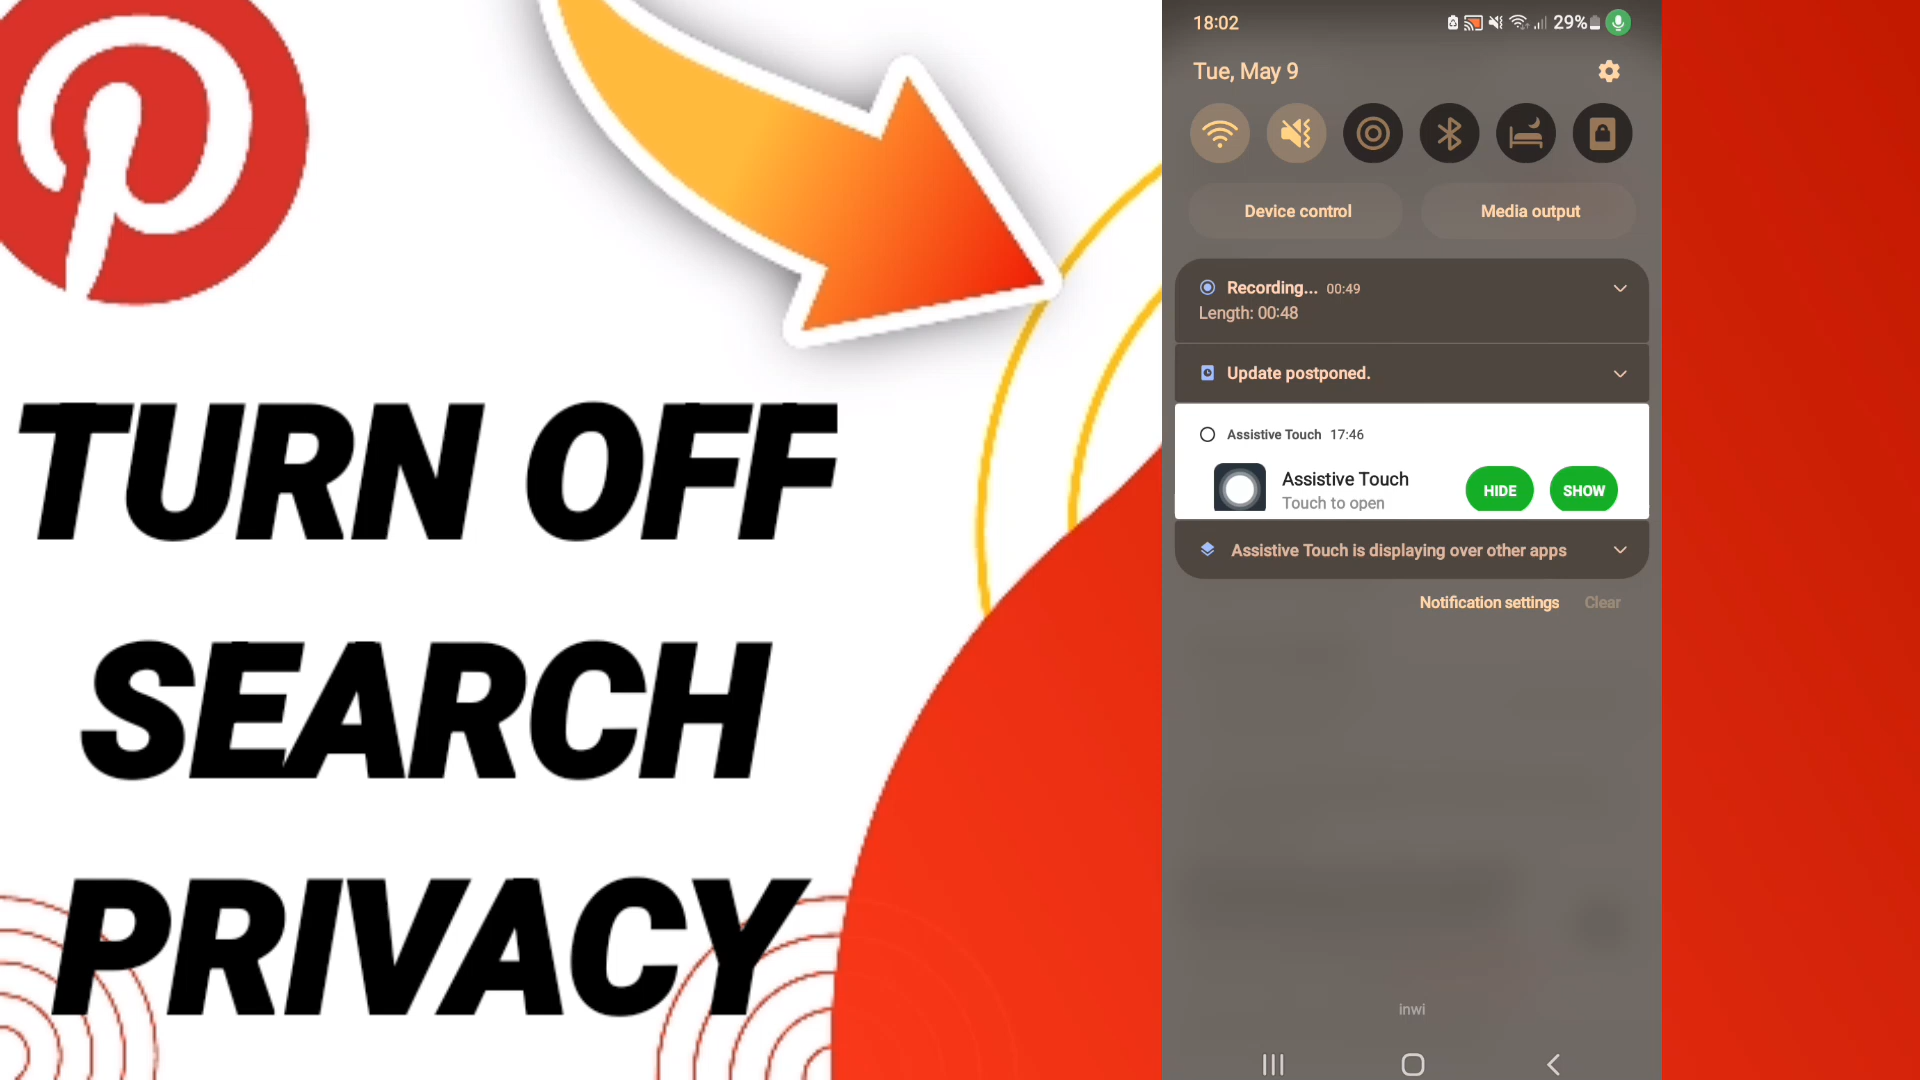 TURN OFF
SEARCH
PRIVACY
18:02
29%
Tue, May 9
Device control
Media output
Recording... 00:49
Length: 00:48
Update postponed.
Assistive Touch 17:46
Assistive Touch
Touch to open
HIDE
SHOW
Assistive Touch is displaying over other apps
Notification settings
Clear
inwi